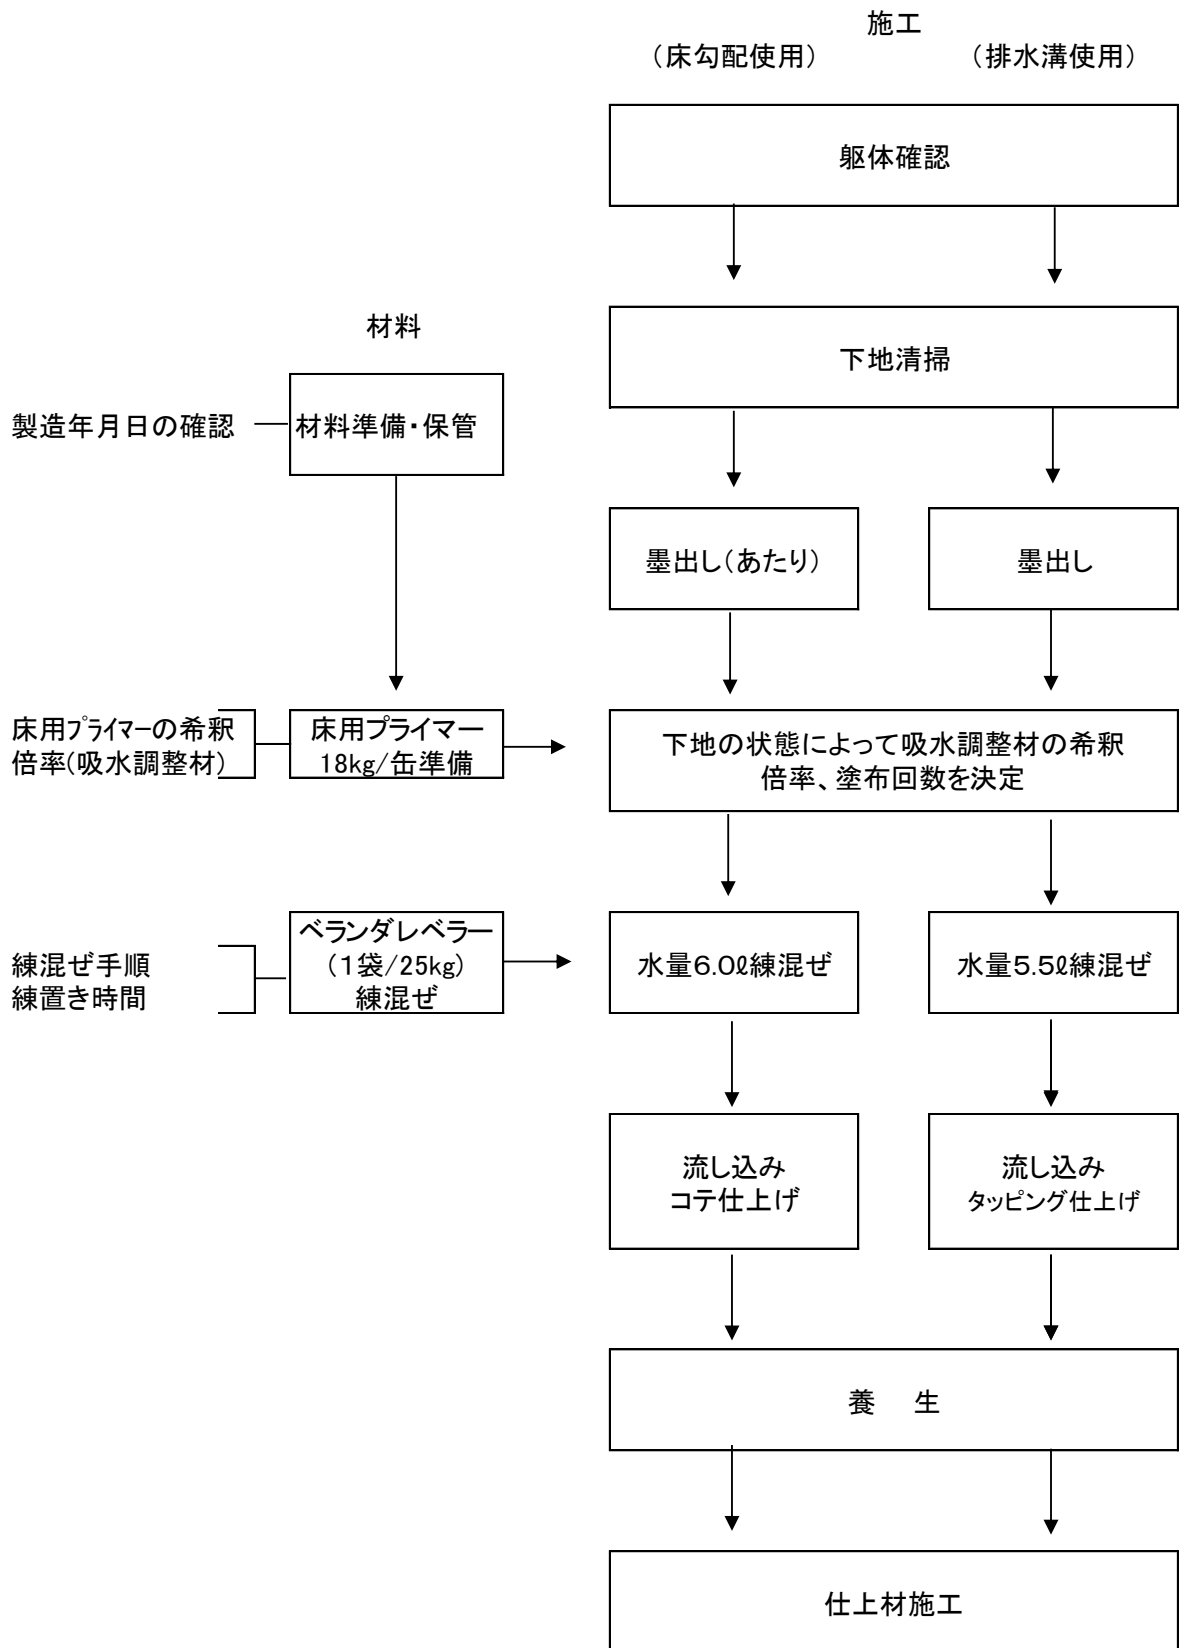 施工
（床勾配使用）
（排水溝使用）
躯体確認
下地清掃
材料
製造年月日の確認
材料準備・保管
墨出し（あたり）
墨出し
床用プライマーの希釈
倍率(吸水調整材)
床用プライマー
18kg/缶準備
下地の状態によって吸水調整材の希釈
倍率、塗布回数を決定
練混ぜ手順
練置き時間
ベランダレベラー
（１袋/25kg）
練混ぜ
水量6.0ℓ練混ぜ
水量5.5ℓ練混ぜ
流し込み
コテ仕上げ
流し込み
タッピング仕上げ
養　生
仕上材施工